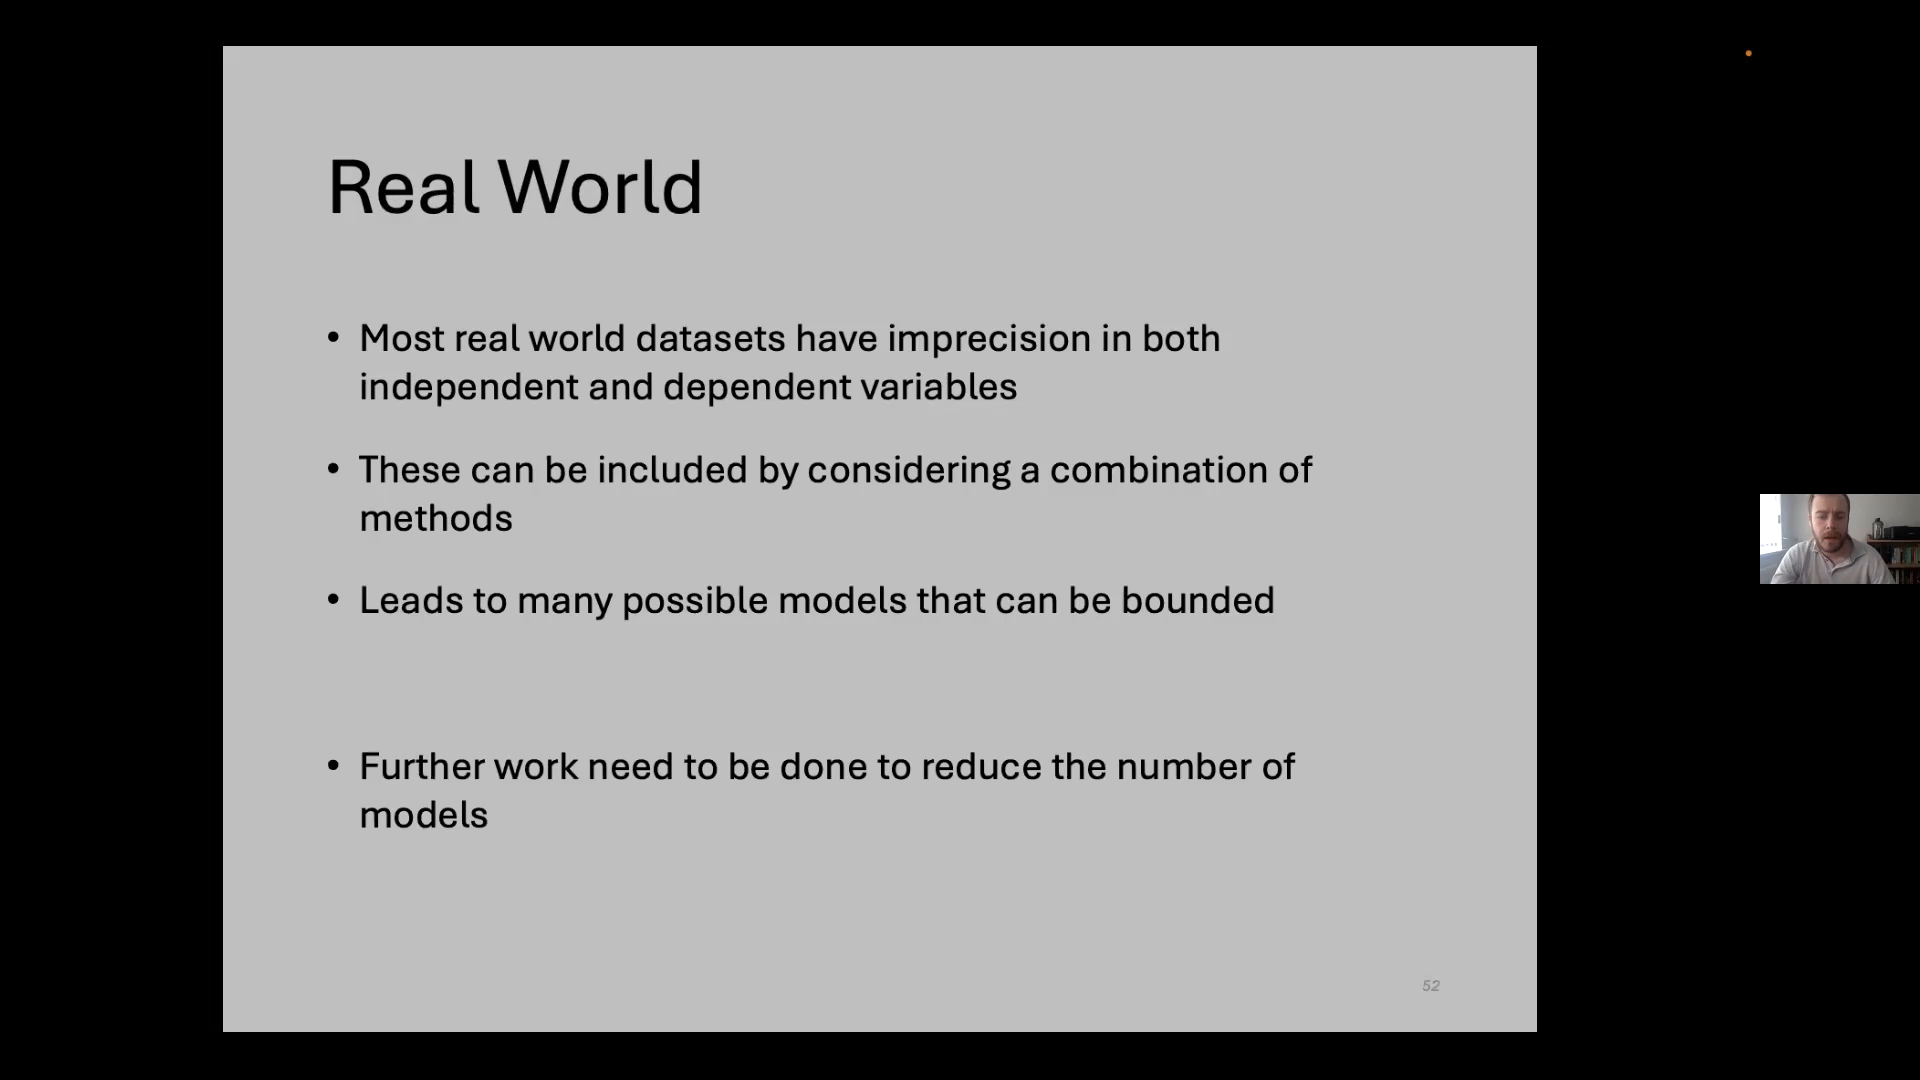 Real World
• Most real world datasets have imprecision in both
independent and dependent variables
• These can be included by considering a combination of
methods
• Leads to many possible models that can be bounded
• Further work need to be done to reduce the number of
models
52